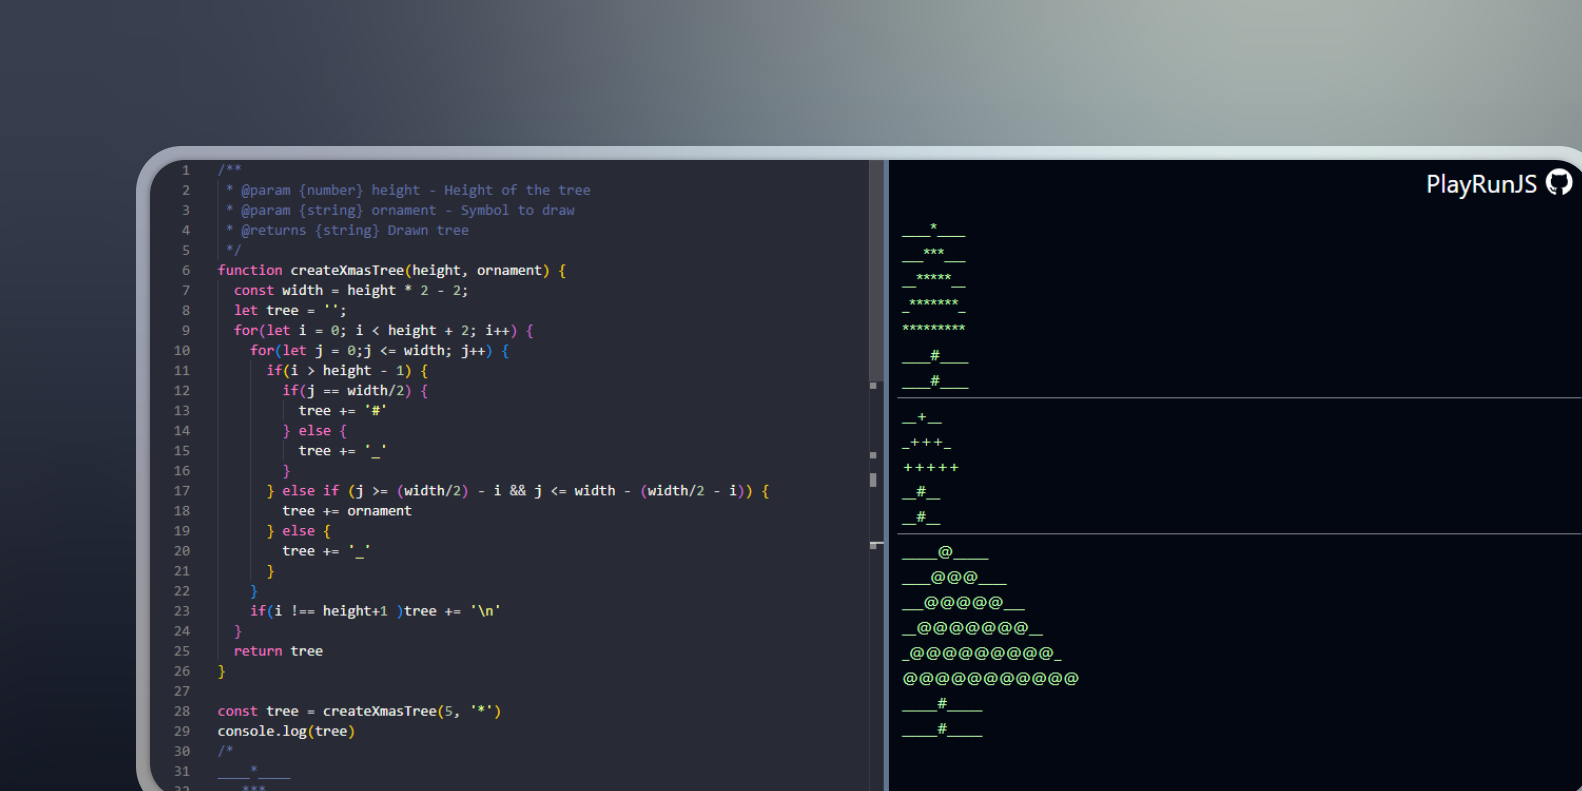 1 /**
2 * @param {number} height - Height of the tree
3 * @param {string} ornament - Symbol to draw
4 * @returns {string} Drawn tree
5 */
6 function createXmasTree(height, ornament) {
7 const width = height * 2 - 2;
8 let tree = '';
9 for(let i = 0; i < height + 2; i++) {
10 for(let j = 0;j <= width; j++) {
11 if(i > height - 1) {
12 if(j == width/2) {
13 tree += '#'
14 } else {
15 tree += '_'
16 }
17 } else if (j >= (width/2) - i && j <= width - (width/2 - i)) {
18 tree += ornament
19 } else {
20 tree += '_'
21 }
22 }
23 if(i !== height+1 )tree += '\n'
24 }
25 return tree
26 }
27
28 const tree = createXmasTree(5, '*')
29 console.log(tree)
30 /*
31 ____*____
32 ***
PlayRunJS
____*____
___***___
__*****__
_*******_
*********
____#____
____#____
__+__
_+++_
+++++
__#__
__#__
_____@_____
____@@@____
___@@@@@___
__@@@@@@@__
_@@@@@@@@@_
@@@@@@@@@@@
_____#_____
_____#_____